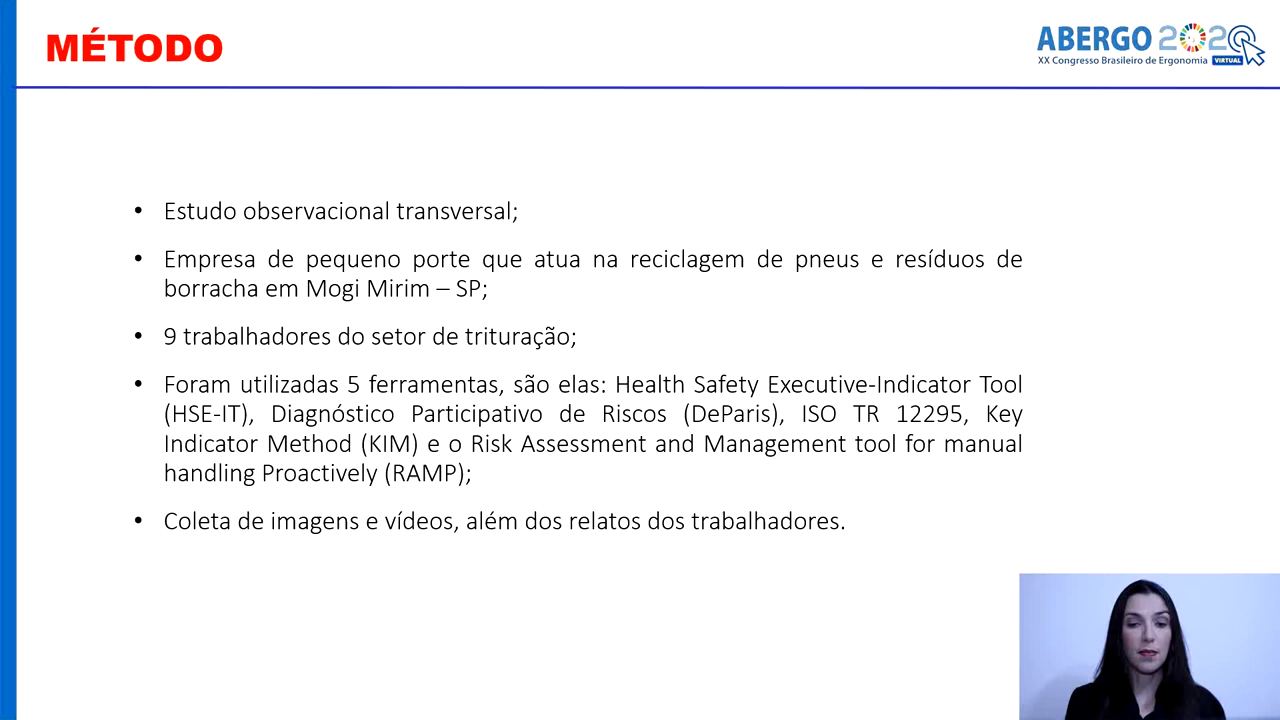 MÉTODO
ABERGO 2020
XX Congresso Brasileiro de Ergonomia VIRTUAL
• Estudo observacional transversal;
• Empresa de pequeno porte que atua na reciclagem de pneus e resíduos de
borracha em Mogi Mirim – SP;
• 9 trabalhadores do setor de trituração;
• Foram utilizadas 5 ferramentas, são elas: Health Safety Executive-Indicator Tool
(HSE-IT), Diagnóstico Participativo de Riscos (DeParis), ISO TR 12295, Key
Indicator Method (KIM) e o Risk Assessment and Management tool for manual
handling Proactively (RAMP);
• Coleta de imagens e vídeos, além dos relatos dos trabalhadores.